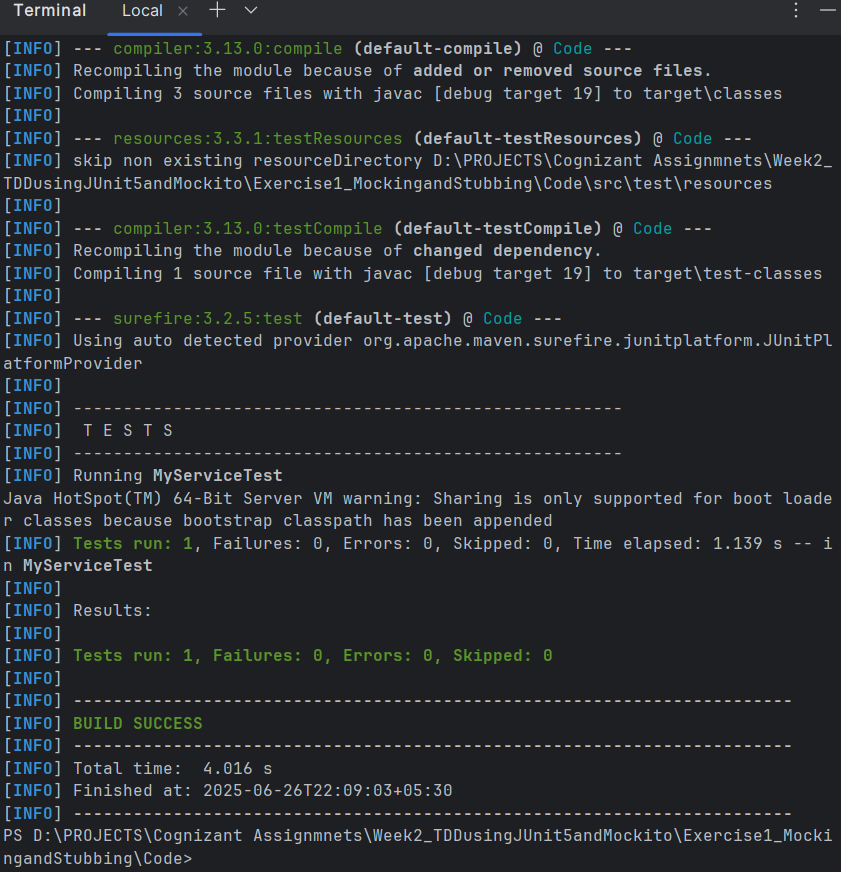 Terminal Local × + ∨ ⋮ —
[INFO] --- compiler:3.13.0:compile (default-compile) @ Code ---
[INFO] Recompiling the module because of added or removed source files.
[INFO] Compiling 3 source files with javac [debug target 19] to target\classes
[INFO]
[INFO] --- resources:3.3.1:testResources (default-testResources) @ Code ---
[INFO] skip non existing resourceDirectory D:\PROJECTS\Cognizant Assignmnets\Week2_
TDDusingJUnit5andMockito\Exercise1_MockingandStubbing\Code\src\test\resources
[INFO]
[INFO] --- compiler:3.13.0:testCompile (default-testCompile) @ Code ---
[INFO] Recompiling the module because of changed dependency.
[INFO] Compiling 1 source file with javac [debug target 19] to target\test-classes
[INFO]
[INFO] --- surefire:3.2.5:test (default-test) @ Code ---
[INFO] Using auto detected provider org.apache.maven.surefire.junitplatform.JUnitPl
atformProvider
[INFO]
[INFO] -------------------------------------------------------
[INFO]  T E S T S
[INFO] -------------------------------------------------------
[INFO] Running MyServiceTest
Java HotSpot(TM) 64-Bit Server VM warning: Sharing is only supported for boot loade
r classes because bootstrap classpath has been appended
[INFO] Tests run: 1, Failures: 0, Errors: 0, Skipped: 0, Time elapsed: 1.139 s -- i
n MyServiceTest
[INFO]
[INFO] Results:
[INFO]
[INFO] Tests run: 1, Failures: 0, Errors: 0, Skipped: 0
[INFO]
[INFO] ------------------------------------------------------------------------
[INFO] BUILD SUCCESS
[INFO] ------------------------------------------------------------------------
[INFO] Total time:  4.016 s
[INFO] Finished at: 2025-06-26T22:09:03+05:30
[INFO] ------------------------------------------------------------------------
PS D:\PROJECTS\Cognizant Assignmnets\Week2_TDDusingJUnit5andMockito\Exercise1_Mocki
ngandStubbing\Code>